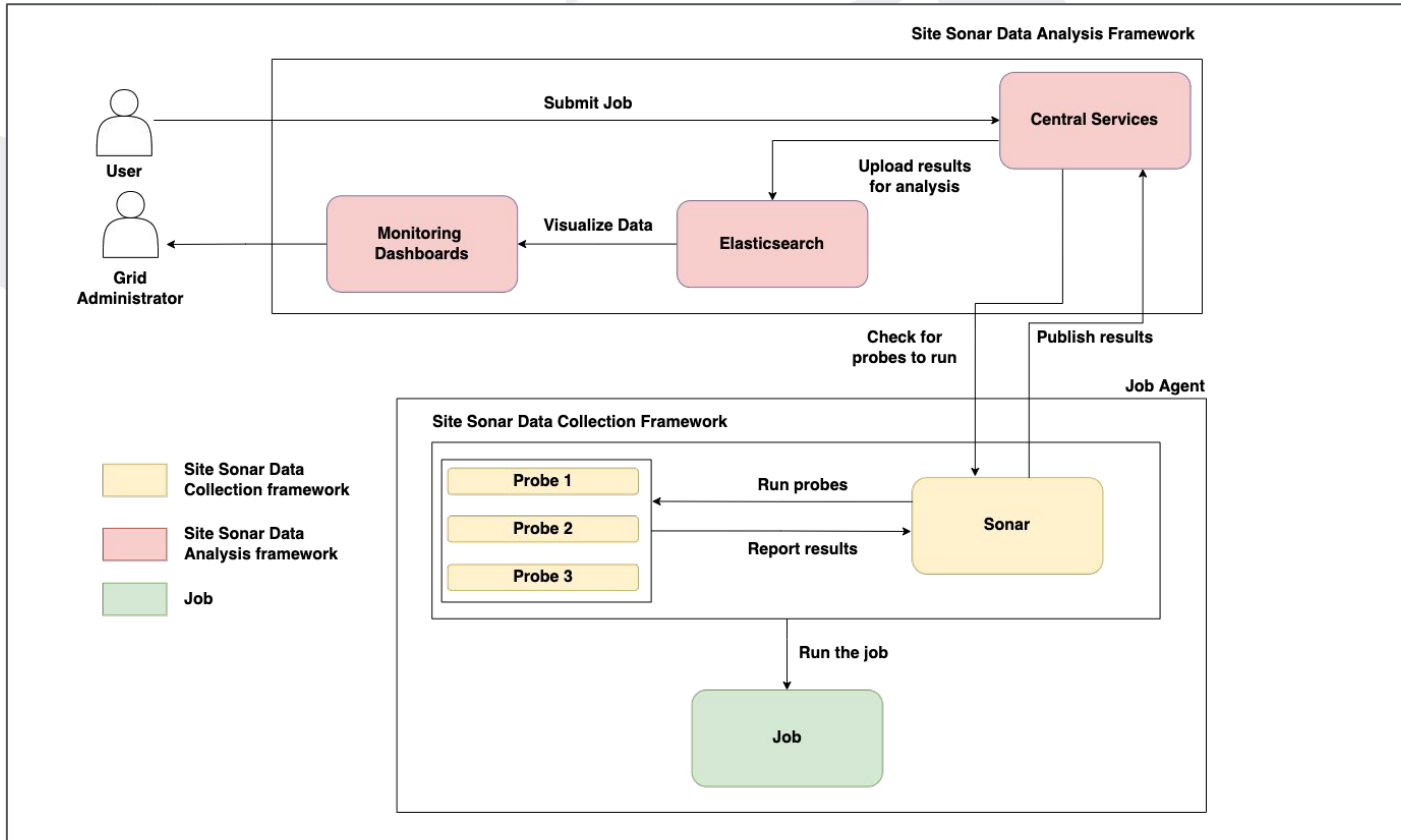 Site Sonar Data Analysis Framework
Submit Job
Central Services
User
Upload results
for analysis
Monitoring
Dashboards
Visualize Data
Elasticsearch
Grid
Administrator
Check for
probes to run
Publish results
Job Agent
Site Sonar Data Collection Framework
Probe 1
Probe 2
Probe 3
Run probes
Report results
Sonar
Run the job
Job
Site Sonar Data
Collection framework
Site Sonar Data
Analysis framework
Job